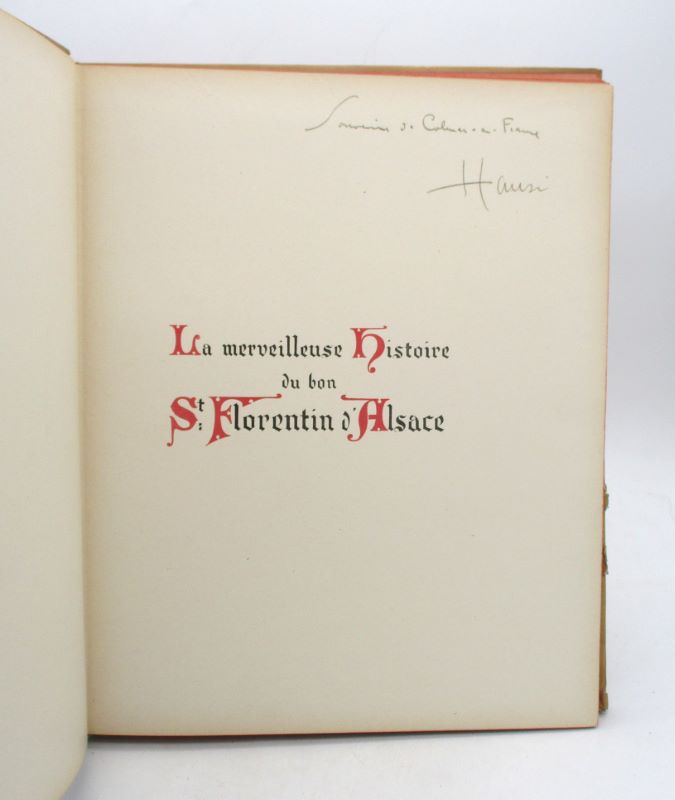 Souvenir de Colmar-en-France
Hansi
La merveilleuse Histoire
du bon
St: Florentin d'Alsace